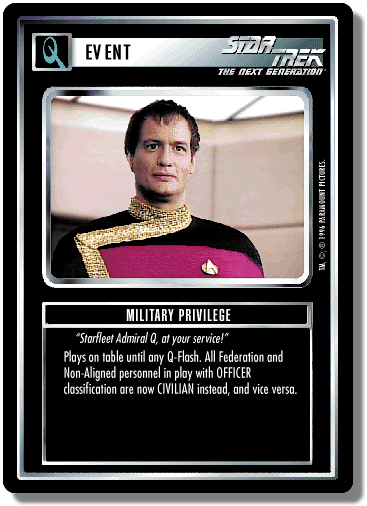 Q EVENT
STAR TREK
THE NEXT GENERATION®
TM, ©, ® 1996 PARAMOUNT PICTURES.
MILITARY PRIVILEGE
"Starfleet Admiral Q, at your service!"
Plays on table until any Q-Flash. All Federation and
Non-Aligned personnel in play with OFFICER
classification are now CIVILIAN instead, and vice versa.